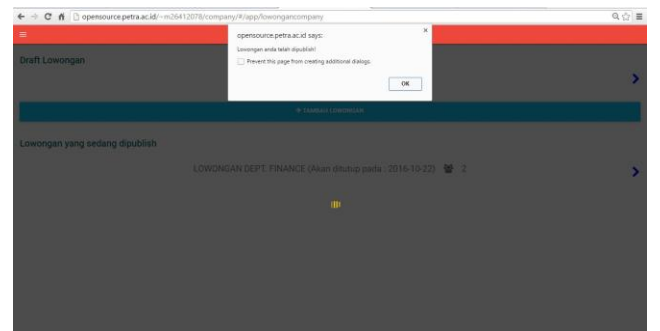 opensource.petra.ac.id/~m26412078/company/#/app/lowongancompany
opensource.petra.ac.id says:
Lowongan anda telah dipublish!
Prevent this page from creating additional dialogs.
OK
Draft Lowongan
TAMBAH LOWONGAN
Lowongan yang sedang dipublish
LOWONGAN DEPT. FINANCE (Akan ditutup pada : 2016-10-22) 2